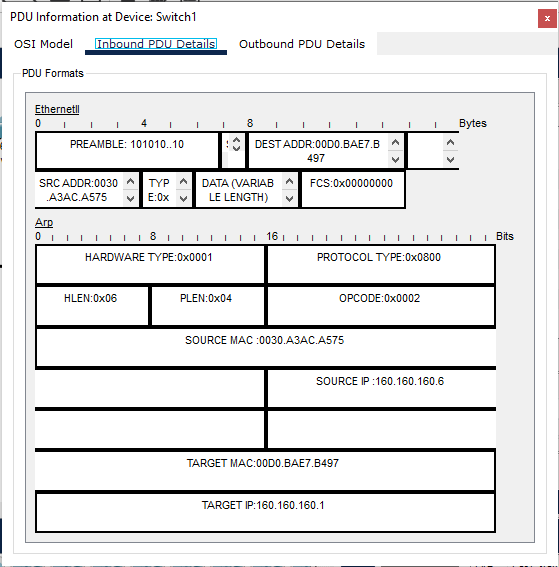 PDU Information at Device: Switch1
x
OSI Model Inbound PDU Details Outbound PDU Details
PDU Formats
EthernetII
0 4 8 Bytes
PREAMBLE: 101010..10 DEST ADDR:00D0.BAE7.B
497
SRC ADDR:0030
.A3AC.A575
TYP
E:0x
DATA (VARIAB
LE LENGTH)
FCS:0x00000000
Arp
0 8 16 Bits
HARDWARE TYPE:0x0001 PROTOCOL TYPE:0x0800
HLEN:0x06 PLEN:0x04 OPCODE:0x0002
SOURCE MAC :0030.A3AC.A575
SOURCE IP :160.160.160.6
TARGET MAC:00D0.BAE7.B497
TARGET IP:160.160.160.1